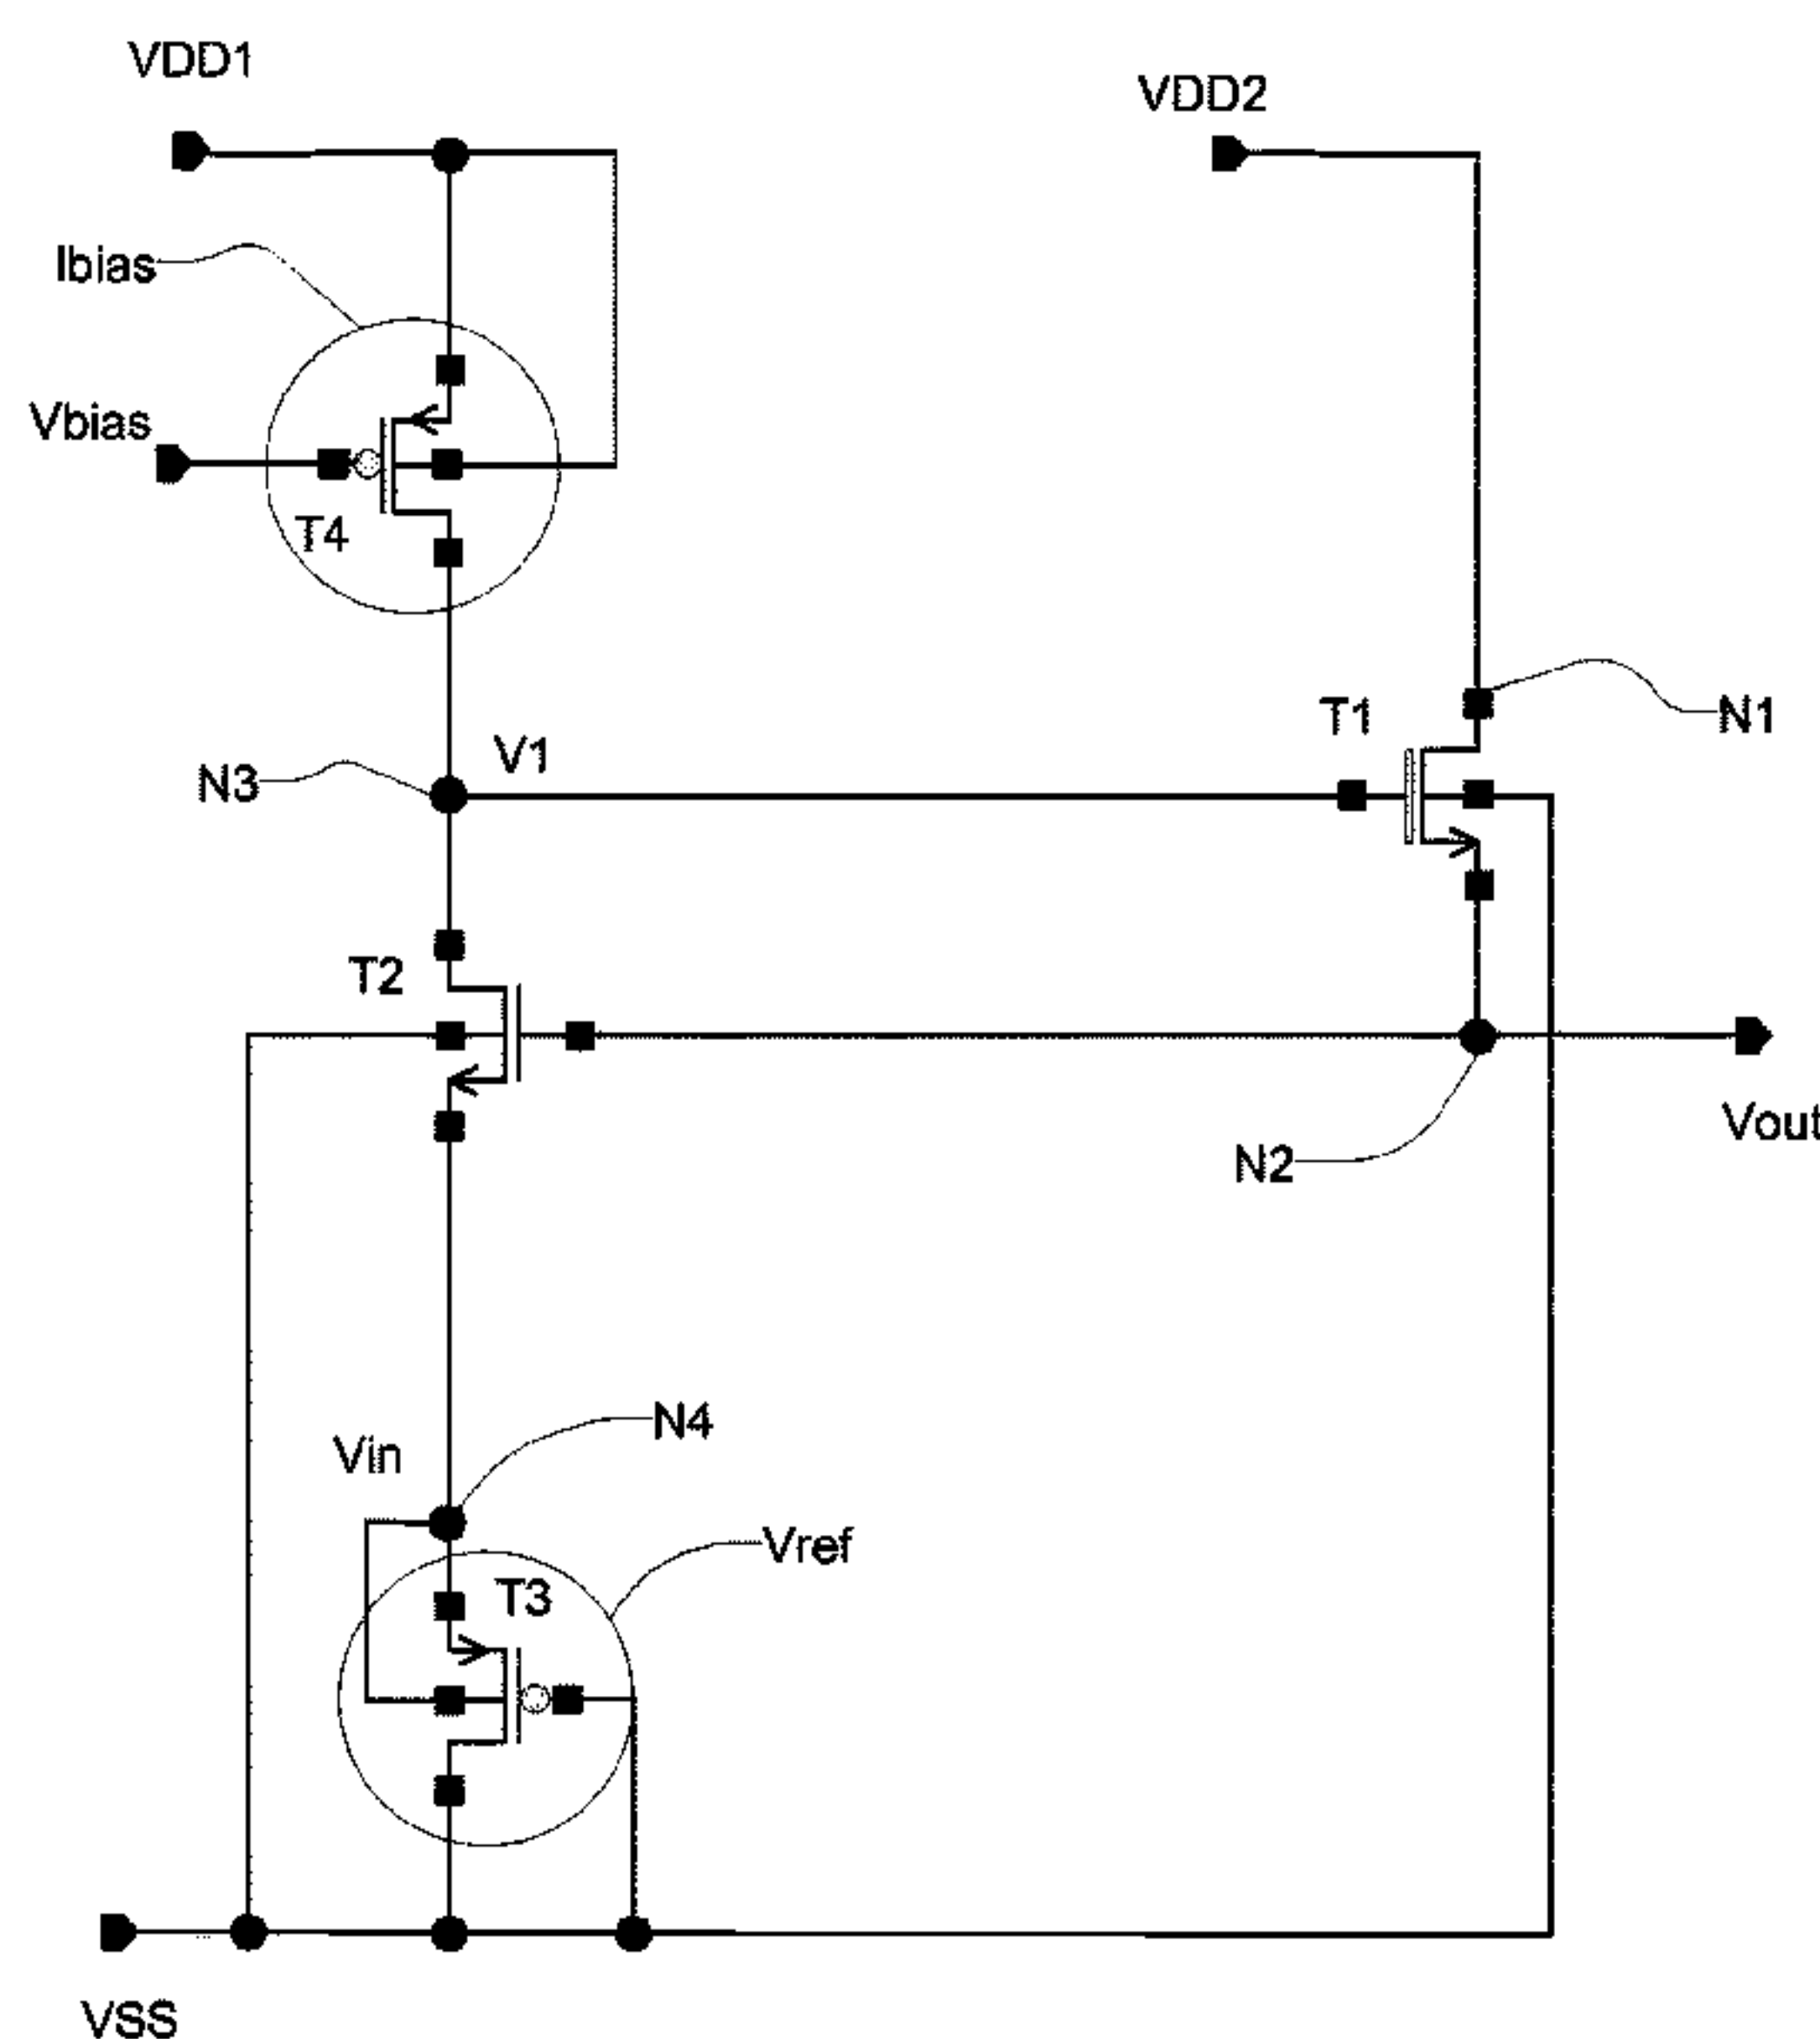 VDD1
VDD2
Ibias
Vbias
T4
T1
N1
V1
N3
T2
Vout
N2
N4
Vin
Vref
T3
VSS